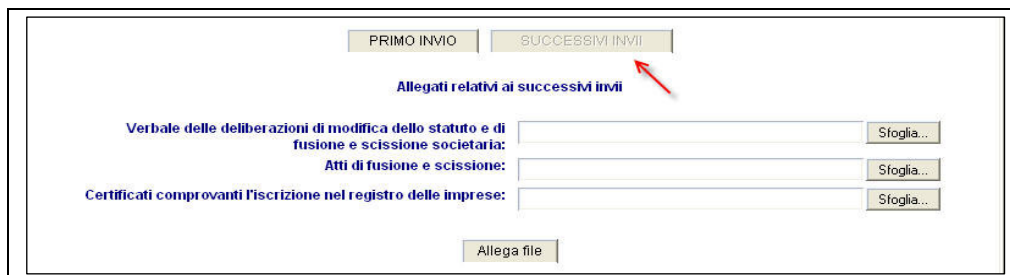 PRIMO INVIO SUCCESSIVI INVII
Allegati relativi ai successivi invii
Verbale delle deliberazioni di modifica dello statuto e di
fusione e scissione societaria: Sfoglia...
Atti di fusione e scissione: Sfoglia...
Certificati comprovanti l'iscrizione nel registro delle imprese: Sfoglia...
Allega file